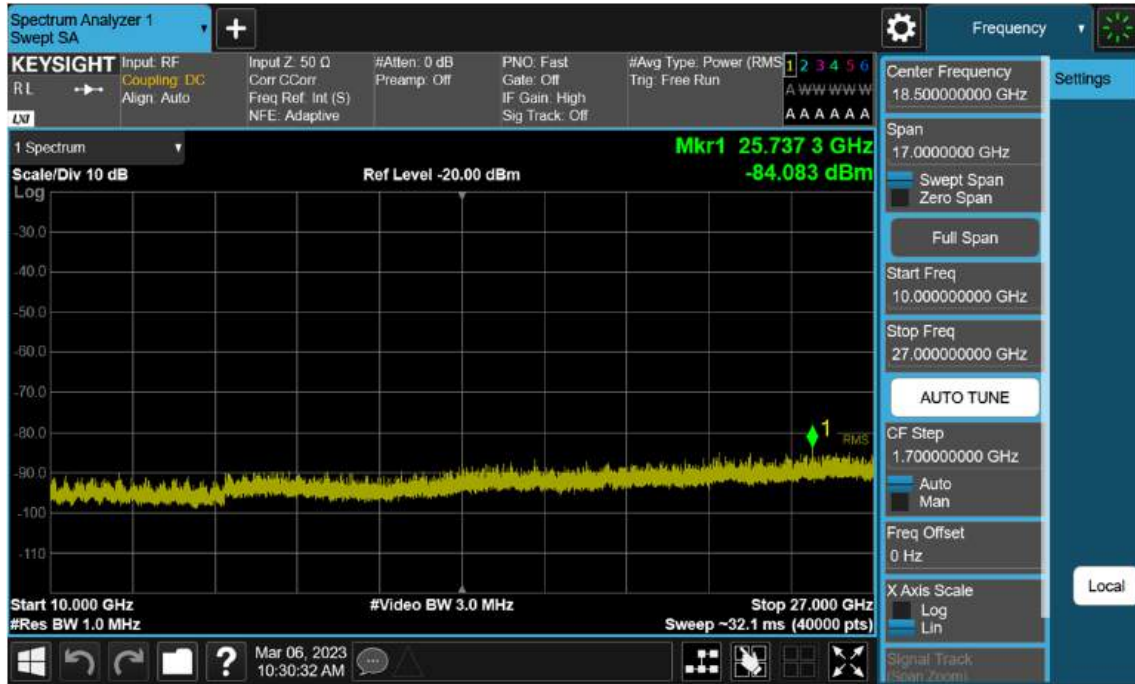 Spectrum Analyzer 1
Swept SA
+
Frequency
KEYSIGHT
RL
LXI
Input: RF
Coupling: DC
Align: Auto
Input Z: 50 Ω
Corr CCorr
Freq Ref: Int (S)
NFE: Adaptive
#Atten: 0 dB
Preamp: Off
PNO: Fast
Gate: Off
IF Gain: High
Sig Track: Off
#Avg Type: Power (RMS
Trig: Free Run
1 2 3 4 5 6
A W W W W W
A A A A A A
1 Spectrum
Scale/Div 10 dB
Ref Level -20.00 dBm
Mkr1 25.737 3 GHz
-84.083 dBm
Log
-30.0
-40.0
-50.0
-60.0
-70.0
-80.0
-90.0
-100
-110
1
RMS
Start 10.000 GHz
#Res BW 1.0 MHz
#Video BW 3.0 MHz
Stop 27.000 GHz
Sweep ~32.1 ms (40000 pts)
Center Frequency
18.500000000 GHz
Span
17.0000000 GHz
Swept Span
Zero Span
Full Span
Start Freq
10.000000000 GHz
Stop Freq
27.000000000 GHz
AUTO TUNE
CF Step
1.700000000 GHz
Auto
Man
Freq Offset
0 Hz
X Axis Scale
Log
Lin
Signal Track
(Span Zoom)
Settings
Local
?
Mar 06, 2023
10:30:32 AM